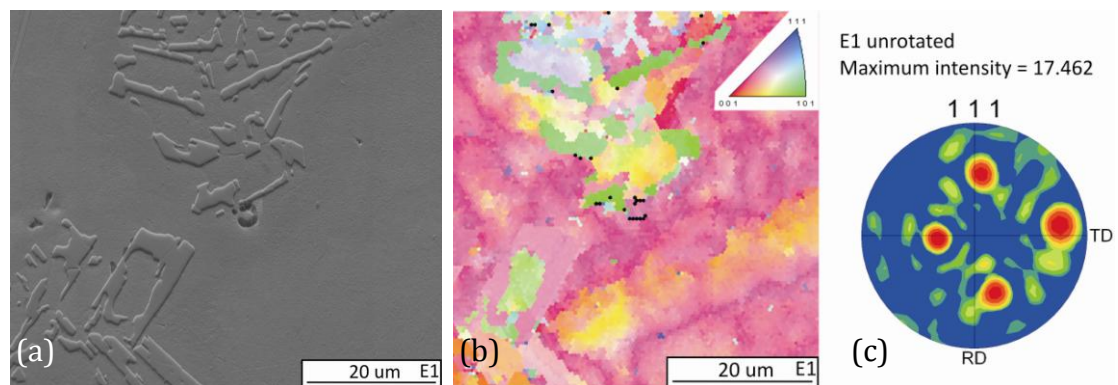 (a)
20 um E1
(b)
111
001
101
20 um E1
E1 unrotated
Maximum intensity = 17.462
1 1 1
TD
RD
(c)